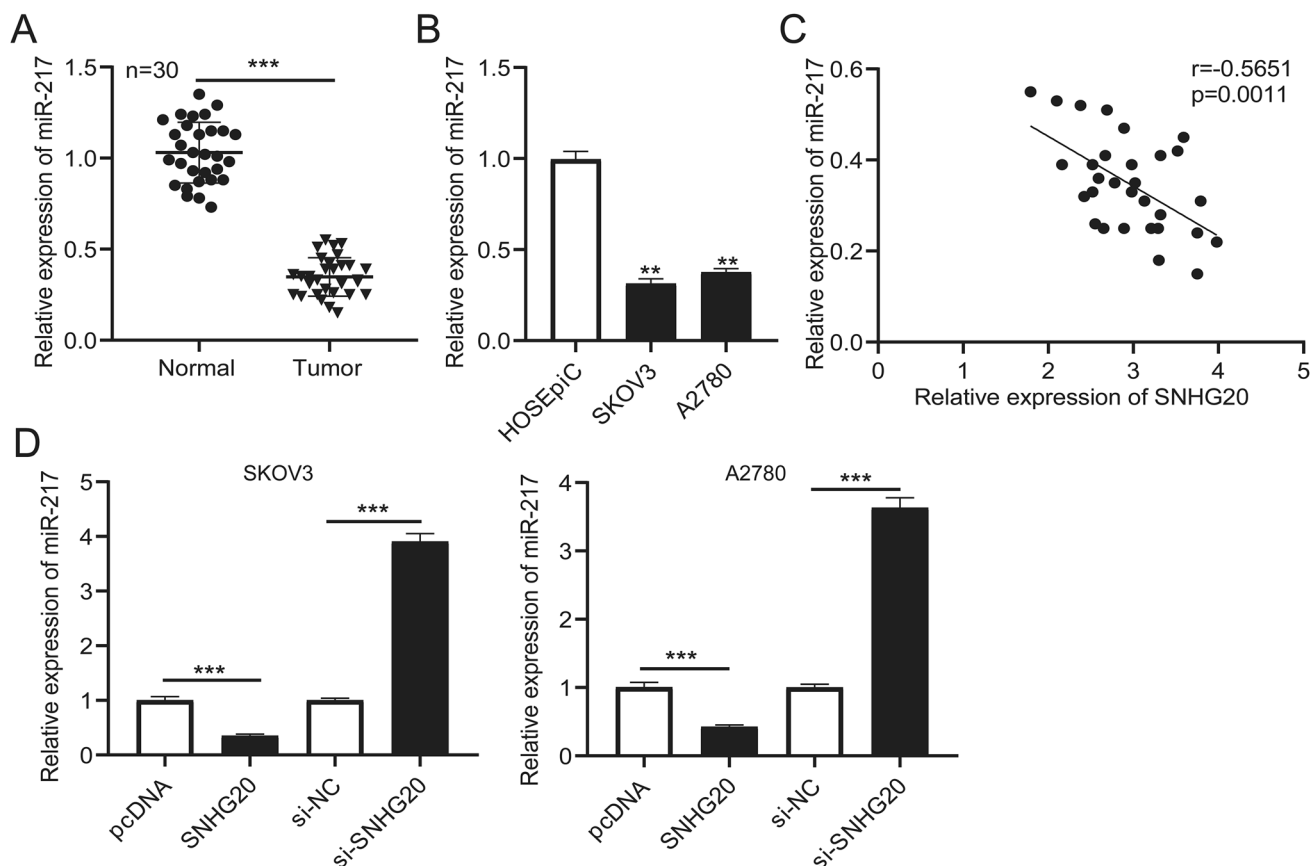 A
Relative expression of miR-217
1.5
1.0
0.5
0.0
n=30
***
Normal
Tumor
B
Relative expression of miR-217
1.5
1.0
0.5
0.0
**
**
HOSEpiC
SKOV3
A2780
C
Relative expression of miR-217
0.6
0.4
0.2
0.0
r=-0.5651
p=0.0011
0 1 2 3 4 5
Relative expression of SNHG20
D
SKOV3
Relative expression of miR-217
5
4
3
2
1
0
***
***
pcDNA
SNHG20
si-NC
si-SNHG20
A2780
Relative expression of miR-217
4
3
2
1
0
***
***
pcDNA
SNHG20
si-NC
si-SNHG20